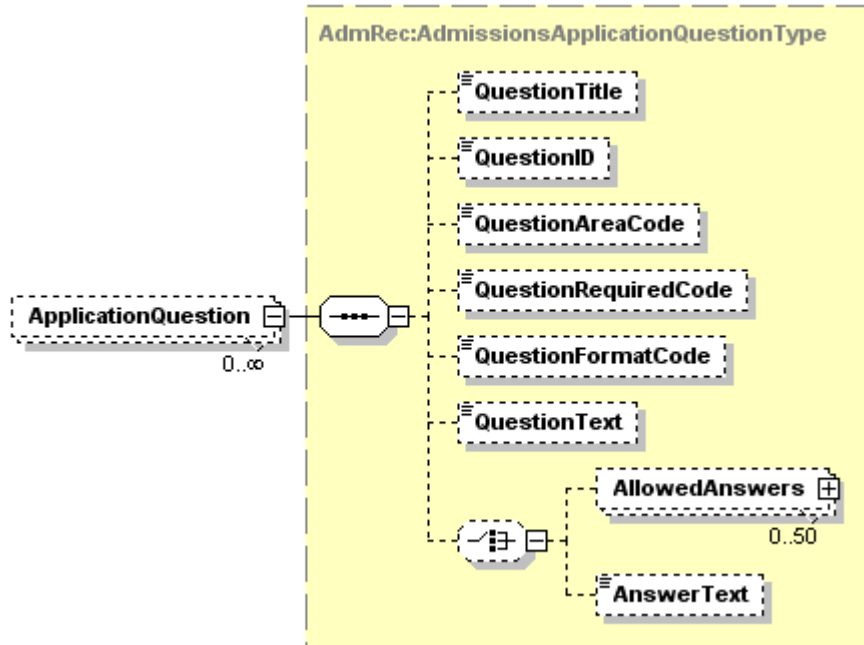 AdmRec:AdmissionsApplicationQuestionType
QuestionTitle
QuestionID
QuestionAreaCode
QuestionRequiredCode
ApplicationQuestion
0..∞
QuestionFormatCode
QuestionText
AllowedAnswers
0..50
AnswerText